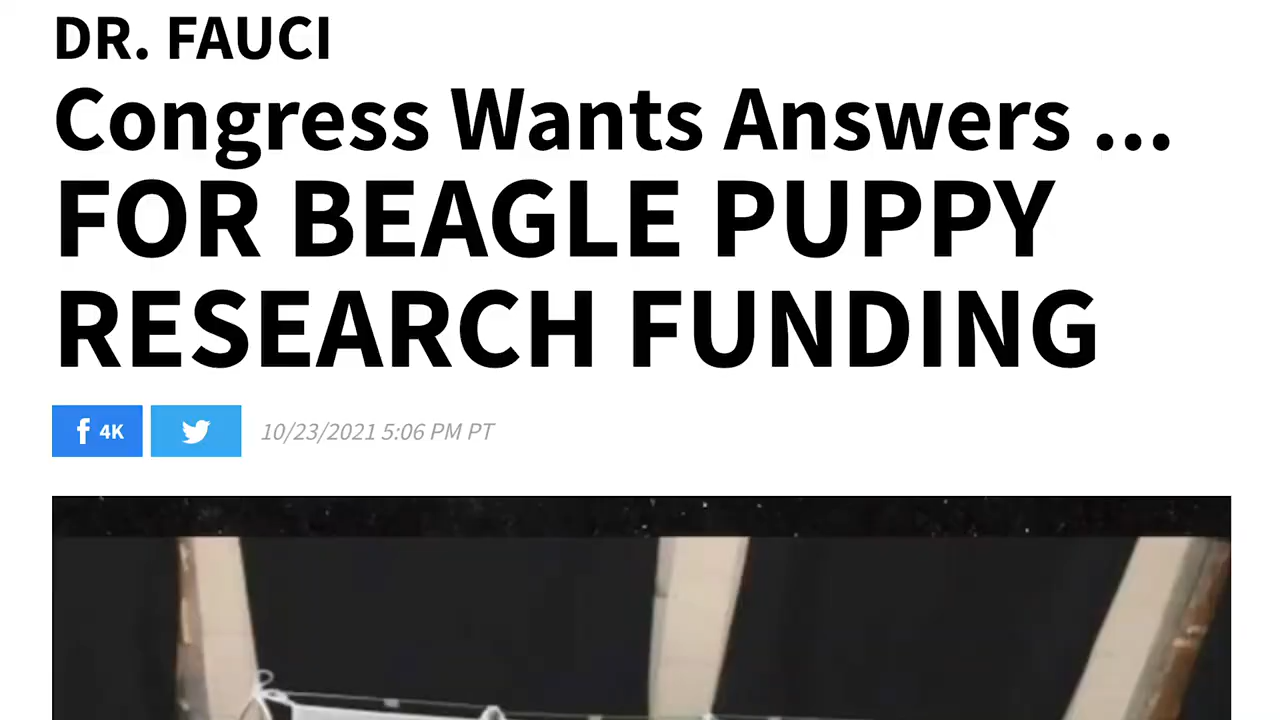 DR. FAUCI
Congress Wants Answers ...
FOR BEAGLE PUPPY
RESEARCH FUNDING
f 4K 10/23/2021 5:06 PM PT